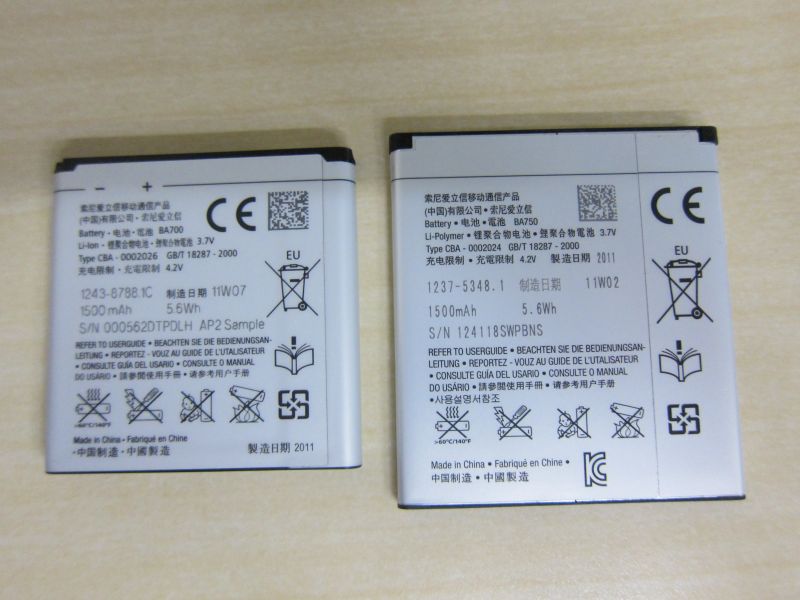 − +
索尼爱立信移动通信产品
(中国)有限公司・索尼爱立信
Battery・电池・電池 BA700
Li-Ion・锂聚合物电池・鋰聚合物電池 3.7V
Type CBA - 0002026 GB/T 18287 - 2000
充电限制・充電限制 4.2V
1243-8788.1C 制造日期 11W07
1500mAh 5.6Wh
S/N 000562DTPDLH AP2 Sample
REFER TO USERGUIDE • BEACHTEN SIE DIE BEDIENUNGSAN-
LEITUNG • REPORTEZ - VOUZ AU GUIDE DE L'UTILISATEUR
• CONSULTE GUÍA DEL USARIO • CONSULTE O MANUAL
DO USÁRIO • 請參閱使用手冊・请参考用户手册
CE
EU
>60°C/140°F
Made in China • Fabriqué en Chine
中国制造・中國製造
製造日期 2011
索尼爱立信移动通信产品
(中国)有限公司・索尼爱立信
Battery・电池・電池 BA750
Li-Polymer・锂聚合物电池・鋰聚合物電池 3.7V
Type CBA - 0002024 GB/T 18287 - 2000
充电限制・充電限制 4.2V 製造日期 2011
1237-5348.1 制造日期 11W02
1500mAh 5.6Wh
S/N 124118SWPBNS
REFER TO USERGUIDE • BEACHTEN SIE DIE BEDIENUNGSAN-
LEITUNG • REPORTEZ - VOUZ AU GUIDE DE L'UTILISATEUR
• CONSULTE GUÍA DEL USARIO • CONSULTE O MANUAL
DO USÁRIO • 請參閱使用手冊・请参考用户手册
• 사용설명서참조
CE
EU
>60°C/140°F
Made in China • Fabriqué en Chine
中国制造・中國製造